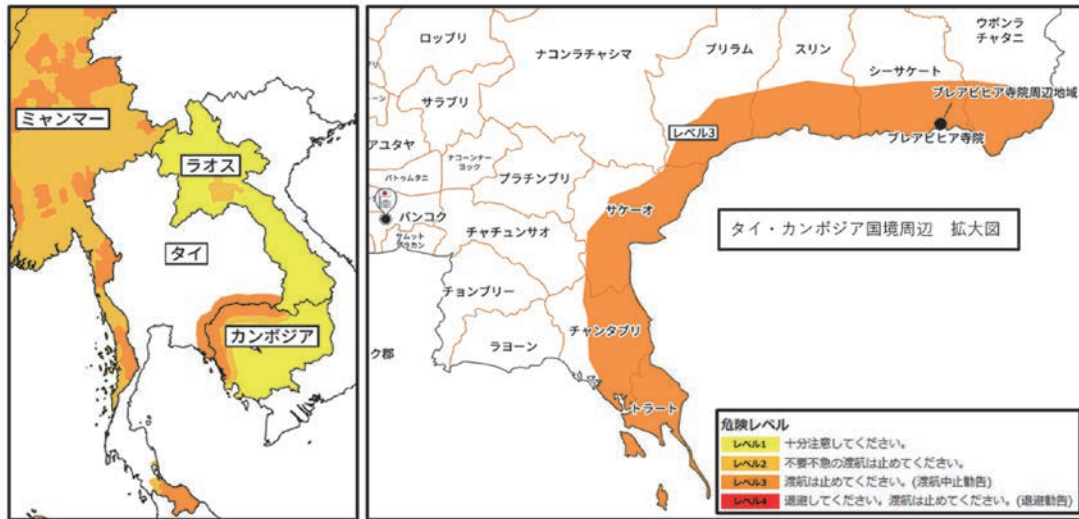 ミャンマー
ラオス
タイ
カンボジア
ロッブリ
ナコンラチャシマ
ブリラム
スリン
ウボンラ
チャタニ
シーサケート
サラブリ
プレアビヒア寺院周辺地域
レベル3
プレアビヒア寺院
アユタヤ
ナコーンナー
ヨック
パトゥムタニ
プラチンブリ
サケーオ
バンコク
サムット
プラカン
チャチュンサオ
タイ・カンボジア国境周辺 拡大図
チョンブリー
チャンタブリ
ラヨーン
ク郡
トラート
危険レベル
レベル1 十分注意してください。
レベル2 不要不急の渡航は止めてください。
レベル3 渡航は止めてください。(渡航中止勧告)
レベル4 退避してください。渡航は止めてください。(退避勧告)